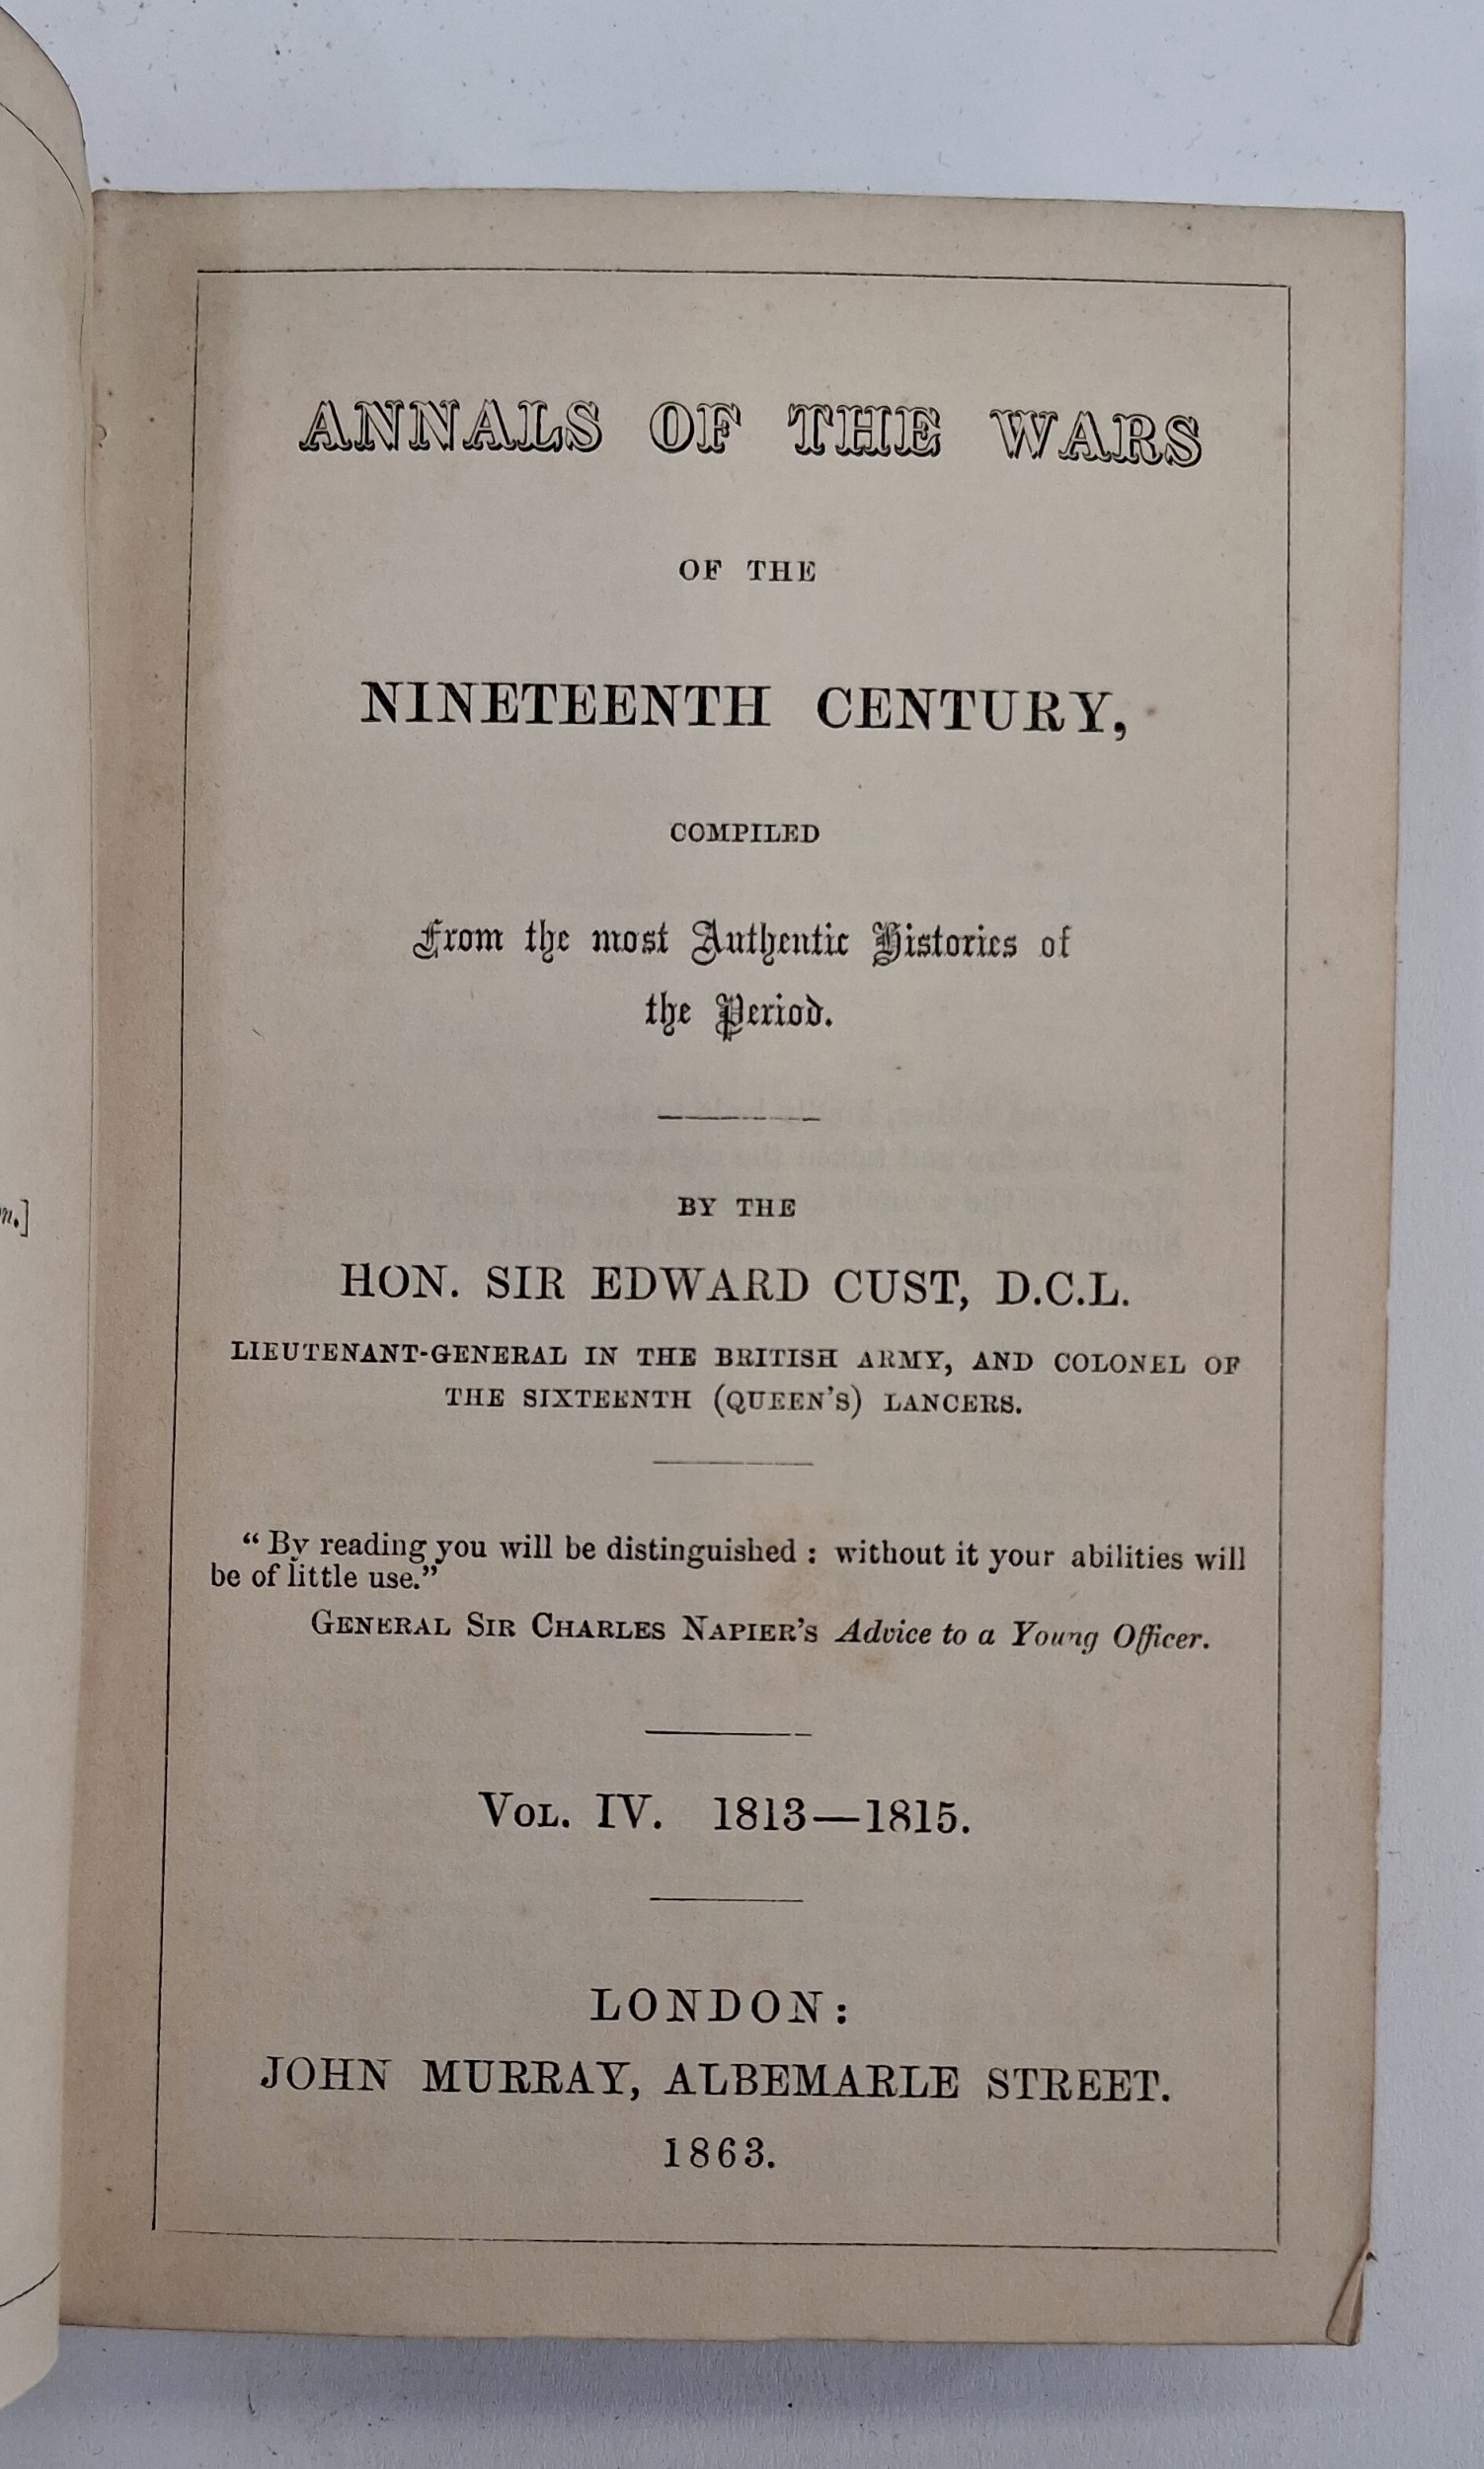 n.]
ANNALS OF THE WARS
OF THE
NINETEENTH CENTURY,
COMPILED
From the most Authentic Histories of
the Period.
BY THE
HON. SIR EDWARD CUST, D.C.L.
LIEUTENANT-GENERAL IN THE BRITISH ARMY, AND COLONEL OF
THE SIXTEENTH (QUEEN'S) LANCERS.
“By reading you will be distinguished : without it your abilities will
be of little use.”
GENERAL SIR CHARLES NAPIER'S Advice to a Young Officer.
VOL. IV. 1813—1815.
LONDON:
JOHN MURRAY, ALBEMARLE STREET.
1863.